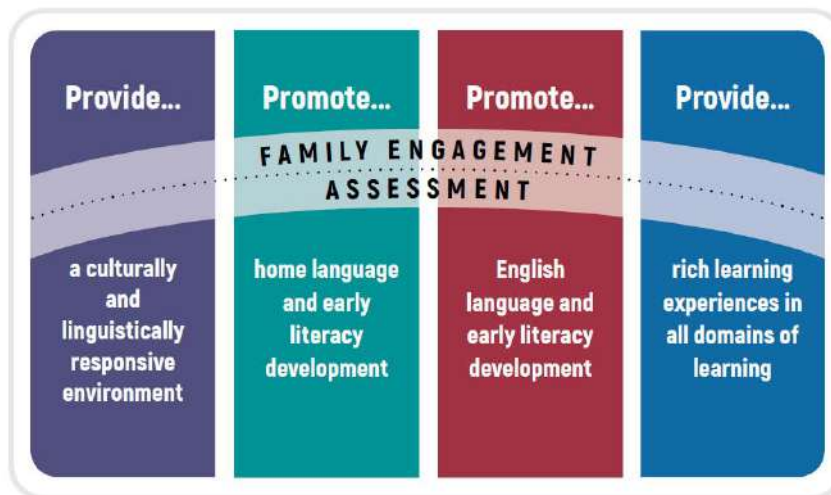 Provide...
a culturally
and
linguistically
responsive
environment
Promote...
home language
and early
literacy
development
Promote...
English
language and
early literacy
development
Provide...
rich learning
experiences in
all domains of
learning
FAMILY ENGAGEMENT
ASSESSMENT